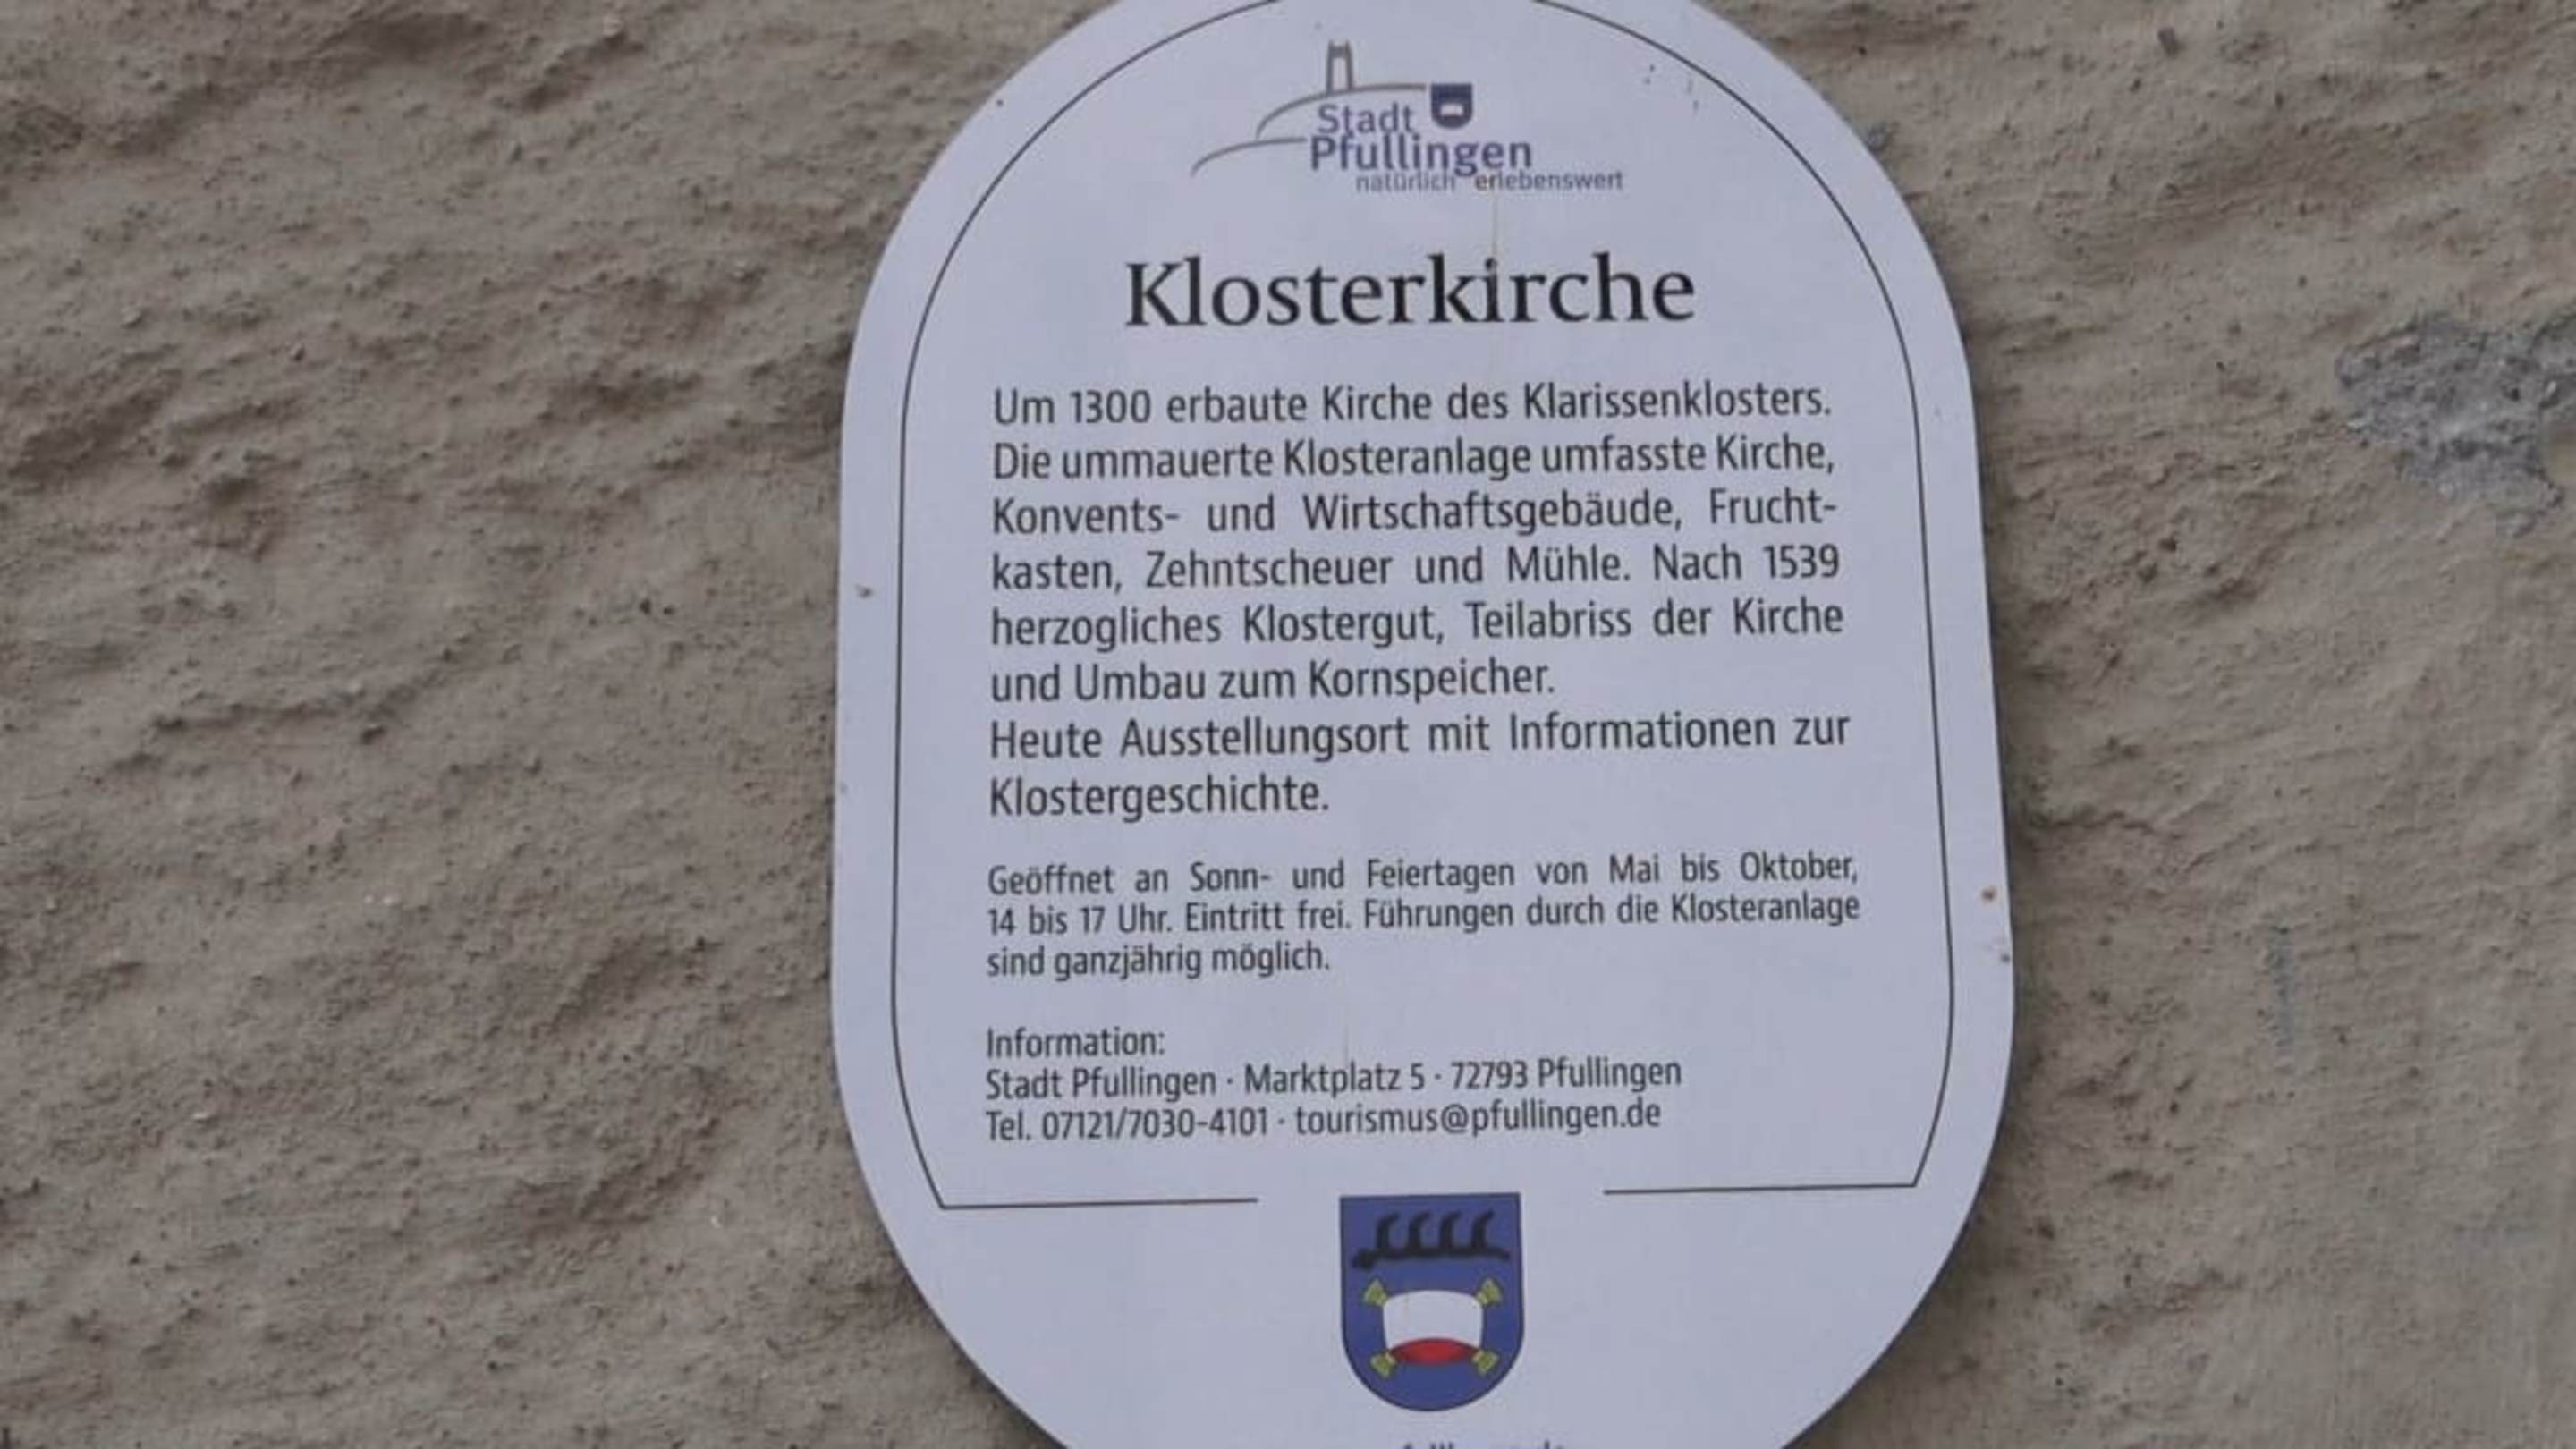 Stadt
Pfullingen
natürlich erlebenswert
Klosterkirche
Um 1300 erbaute Kirche des Klarissenklosters.
Die ummauerte Klosteranlage umfasste Kirche,
Konvents- und Wirtschaftsgebäude, Frucht-
kasten, Zehntscheuer und Mühle. Nach 1539
herzogliches Klostergut, Teilabriss der Kirche
und Umbau zum Kornspeicher.
Heute Ausstellungsort mit Informationen zur
Klostergeschichte.
Geöffnet an Sonn- und Feiertagen von Mai bis Oktober,
14 bis 17 Uhr. Eintritt frei. Führungen durch die Klosteranlage
sind ganzjährig möglich.
Information:
Stadt Pfullingen · Marktplatz 5 · 72793 Pfullingen
Tel. 07121/7030-4101 · tourismus@pfullingen.de